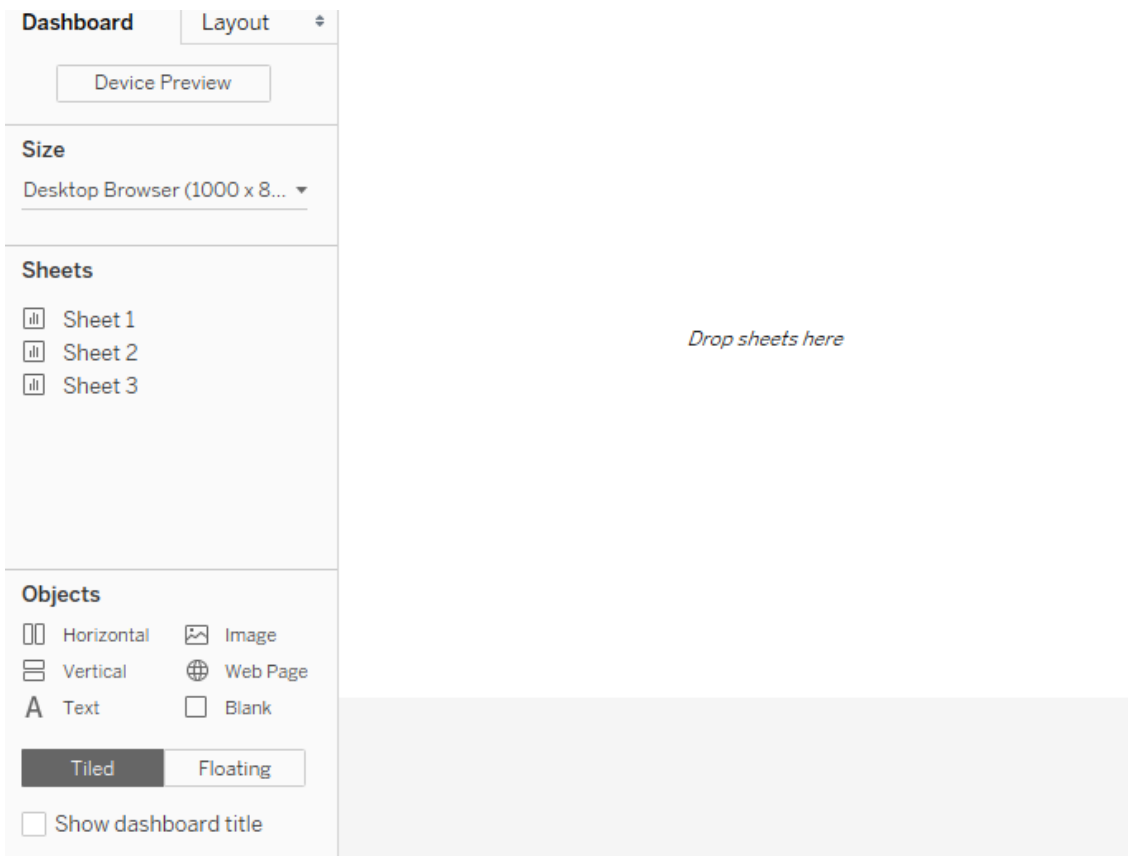 Dashboard Layout
Device Preview
Size
Desktop Browser (1000 x 8...
Sheets
Sheet 1
Sheet 2
Sheet 3
Drop sheets here
Objects
Horizontal Image
Vertical Web Page
A Text Blank
Tiled Floating
Show dashboard title